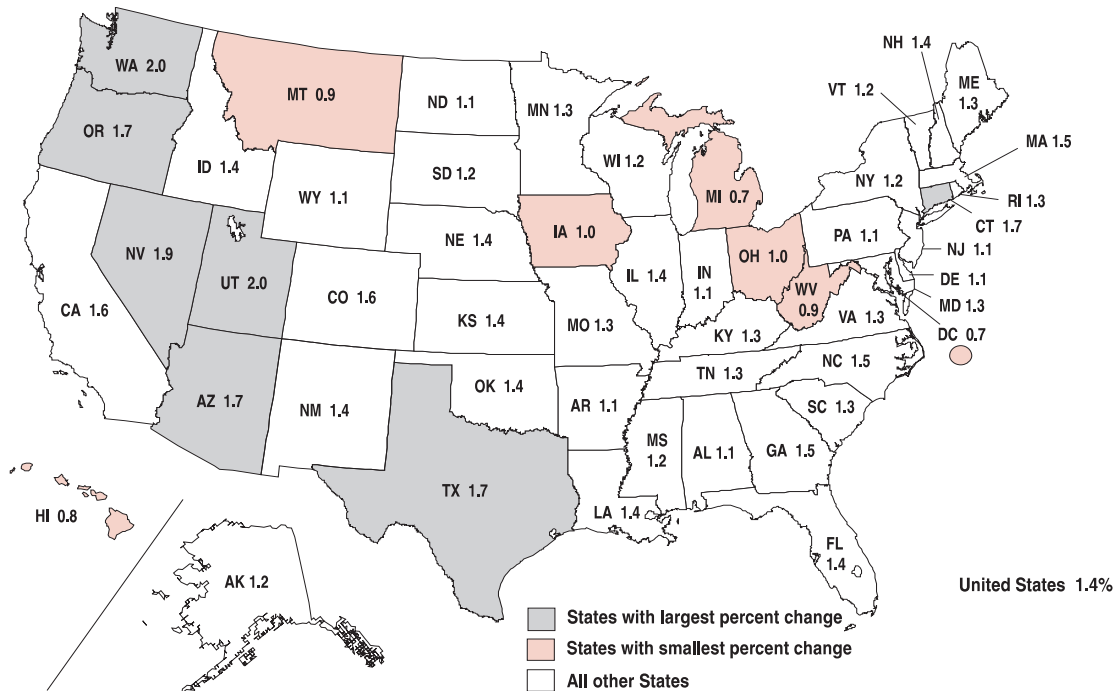 WA 2.0
OR 1.7
MT 0.9
ID 1.4
WY 1.1
NV 1.9
UT 2.0
CA 1.6
CO 1.6
AZ 1.7
NM 1.4
ND 1.1
SD 1.2
NE 1.4
KS 1.4
OK 1.4
TX 1.7
MN 1.3
IA 1.0
MO 1.3
AR 1.1
LA 1.4
WI 1.2
IL 1.4
MI 0.7
IN
1.1
OH 1.0
KY 1.3
TN 1.3
MS
1.2
AL 1.1
GA 1.5
FL
1.4
SC 1.3
NC 1.5
VA 1.3
WV
0.9
PA 1.1
NY 1.2
VT 1.2
NH 1.4
ME
1.3
MA 1.5
RI 1.3
CT 1.7
NJ 1.1
DE 1.1
MD 1.3
DC 0.7
HI 0.8
AK 1.2
United States 1.4%
States with largest percent change
States with smallest percent change
All other States